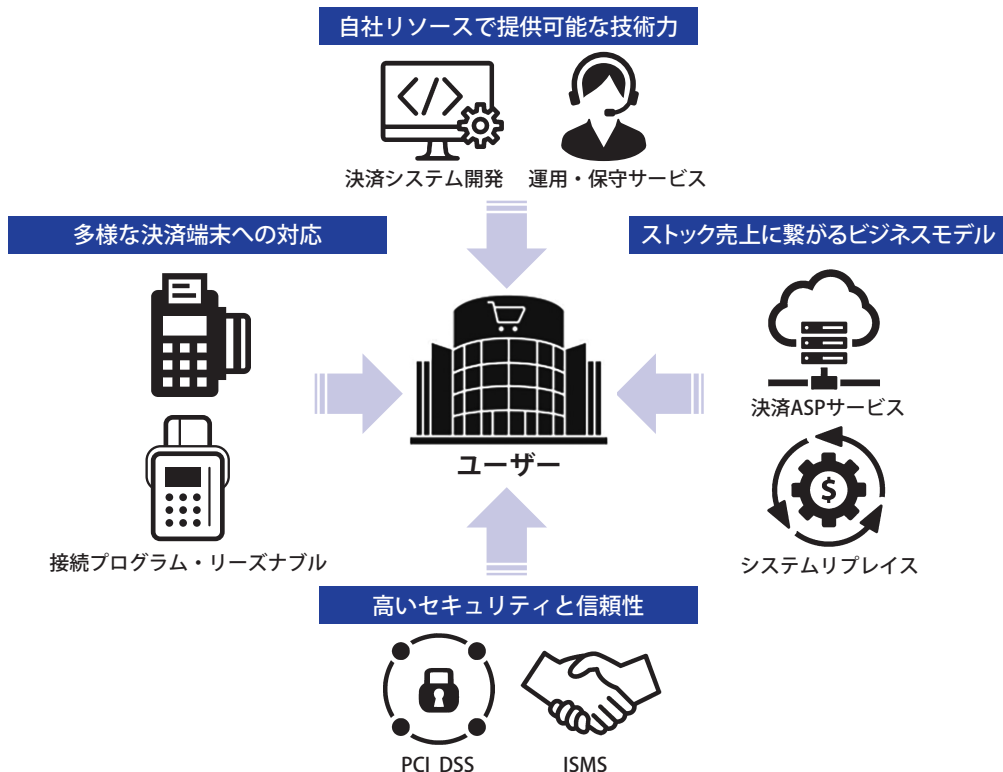 自社リソースで提供可能な技術力
決済システム開発
運用・保守サービス
多様な決済端末への対応
接続プログラム・リーズナブル
ストック売上に繋がるビジネスモデル
決済ASPサービス
$
システムリプレイス
ユーザー
高いセキュリティと信頼性
PCI DSS
ISMS